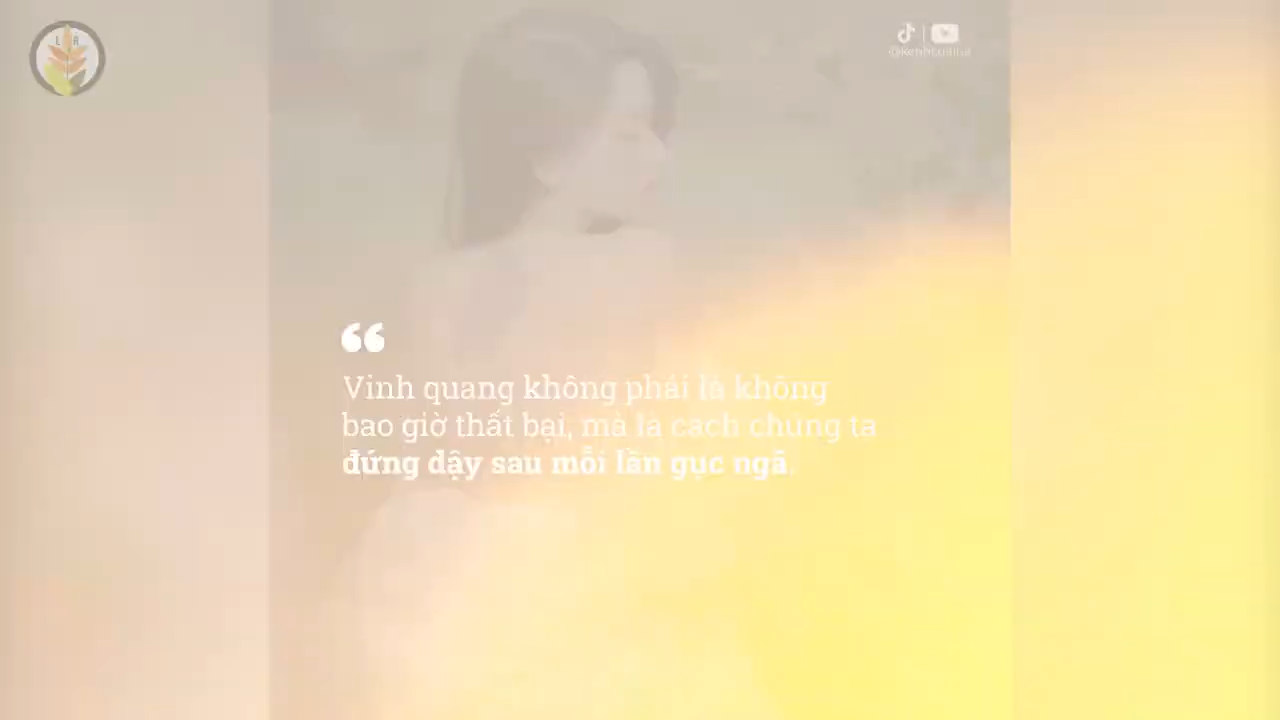 Vinh quang không phải là không
bao giờ thất bại, mà là cách chúng ta
đứng dậy sau mỗi lần gục ngã.